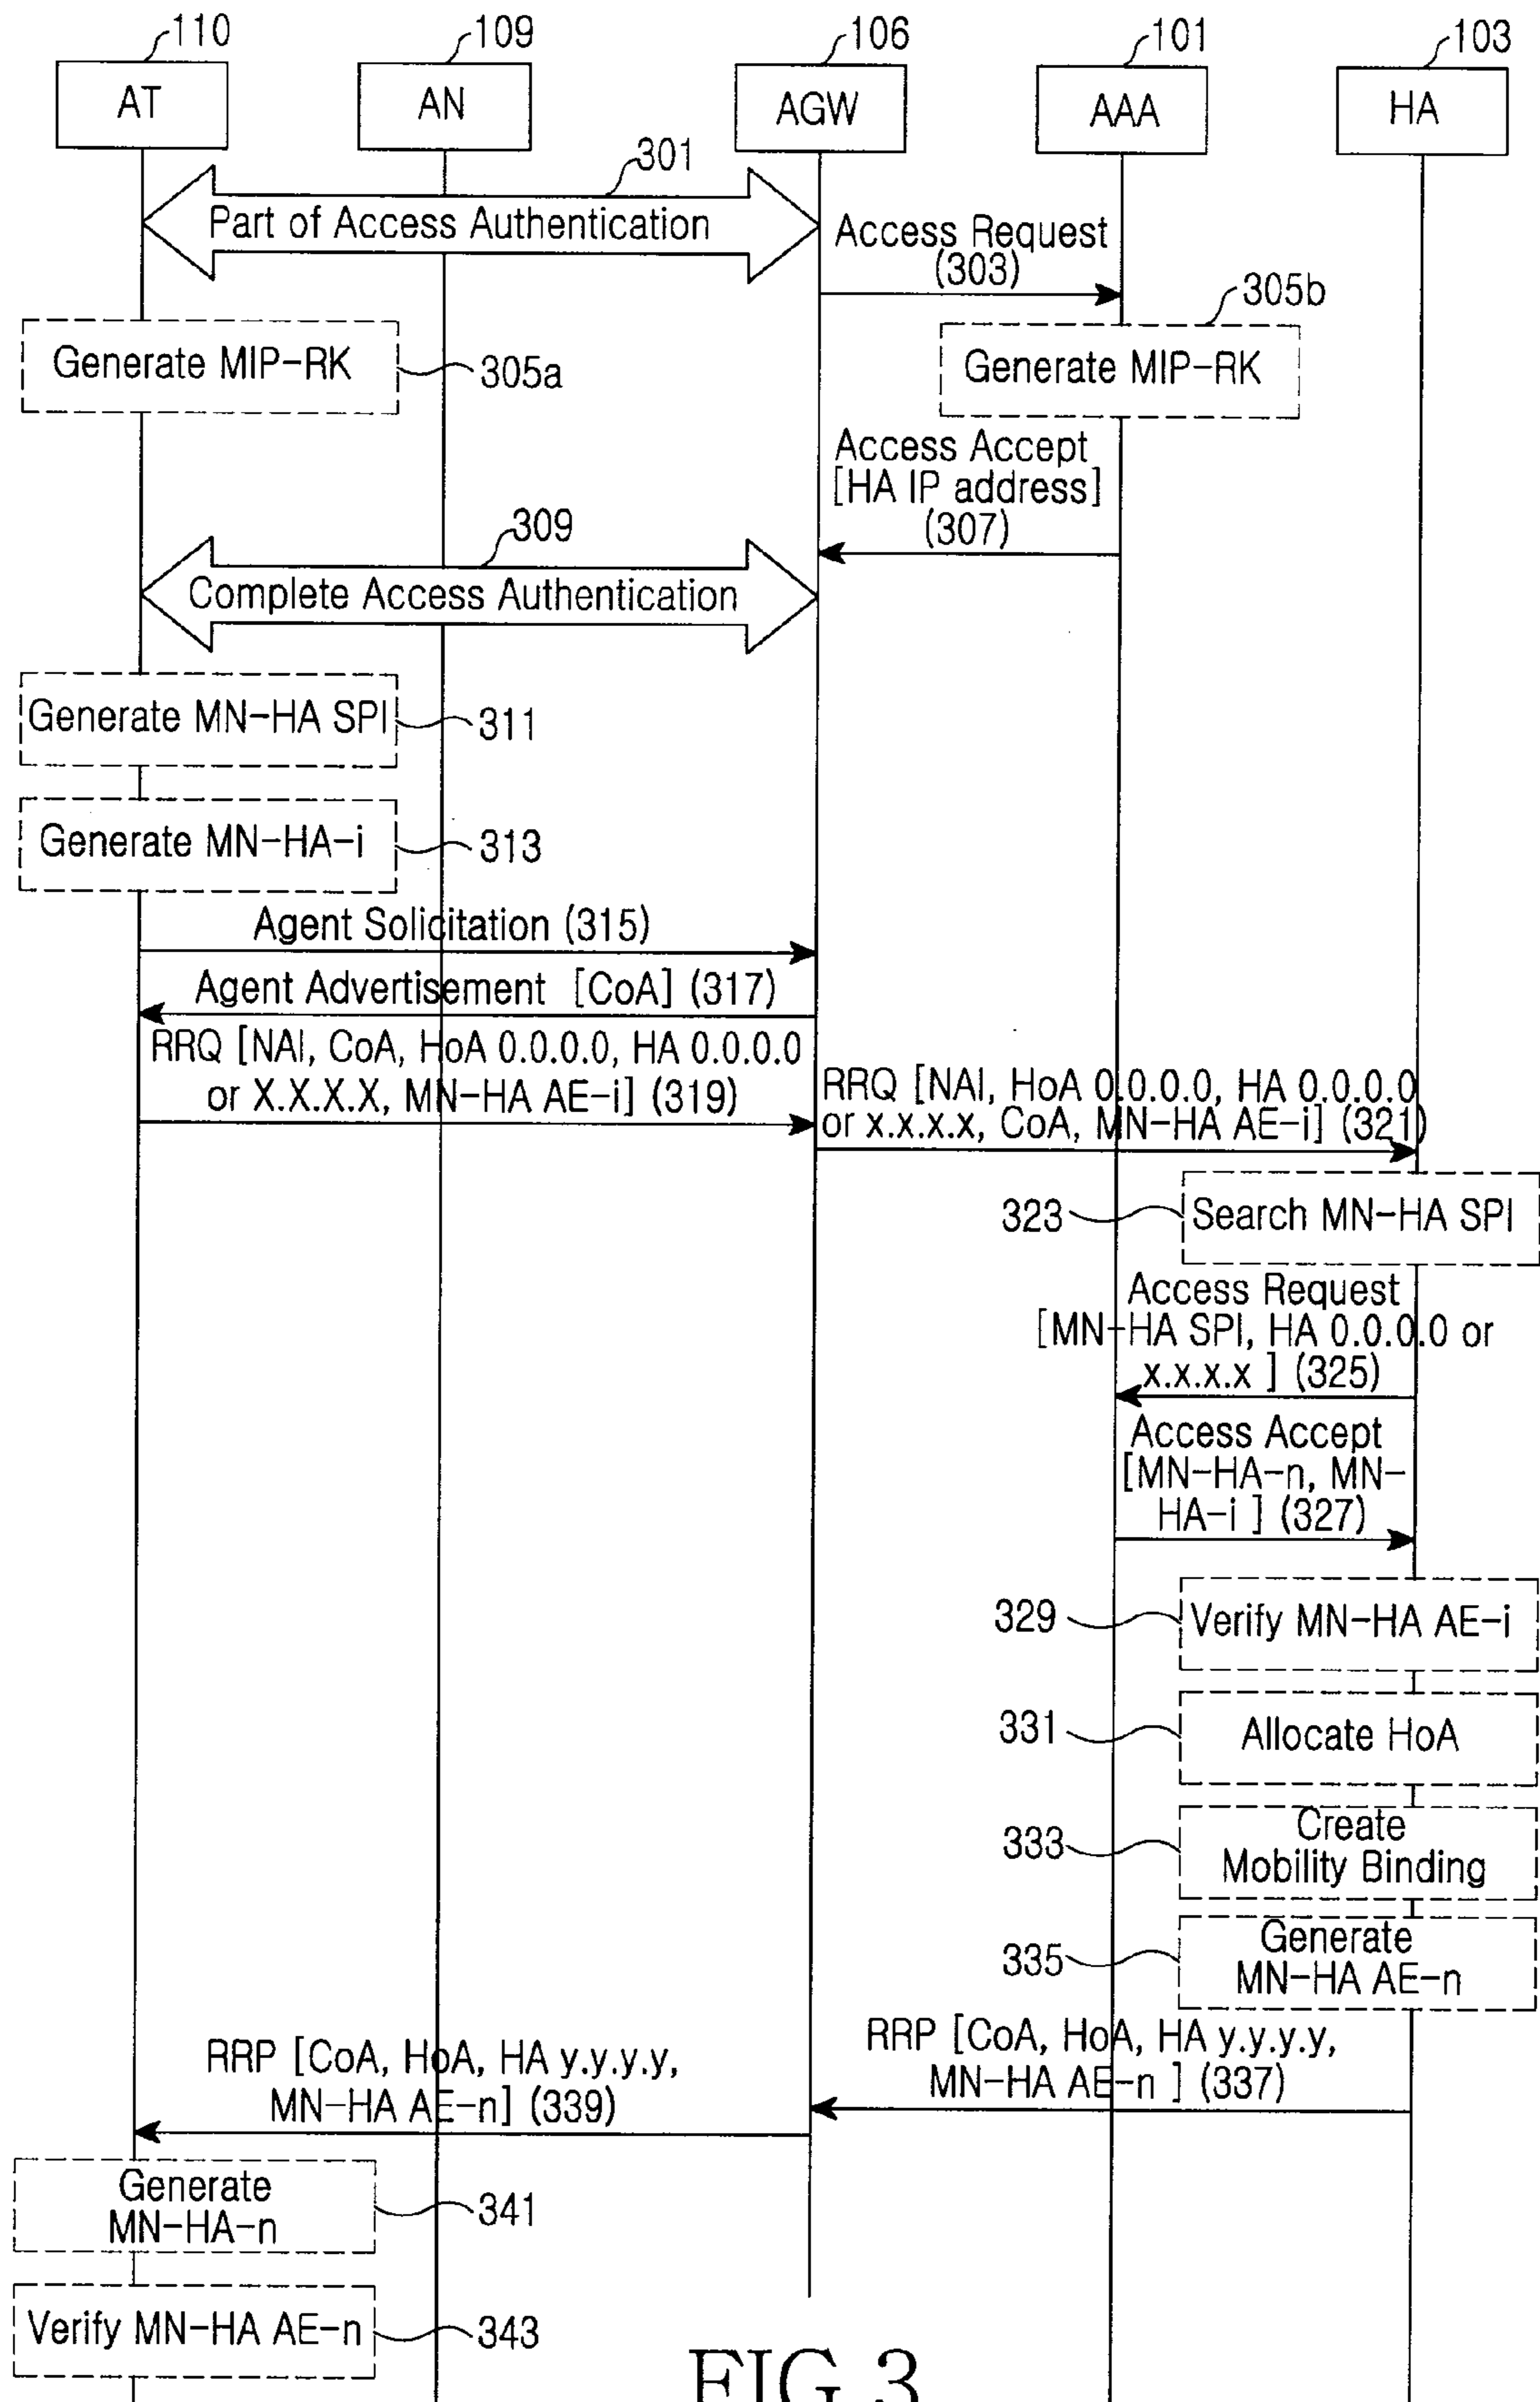 110
109
106
101
103
AT
AN
AGW
AAA
HA
301
Part of Access Authentication
Access Request
(303)
305b
Generate MIP-RK
305a
Generate MIP-RK
Access Accept
[HA IP address]
(307)
309
Complete Access Authentication
Generate MN-HA SPI
311
Generate MN-HA-i
313
Agent Solicitation (315)
Agent Advertisement [CoA] (317)
RRQ [NAI, CoA, HoA 0.0.0.0, HA 0.0.0.0
or X.X.X.X, MN-HA AE-i] (319)
RRQ [NAI, HoA 0.0.0.0, HA 0.0.0.0
or x.x.x.x, CoA, MN-HA AE-i] (321)
323
Search MN-HA SPI
Access Request
[MN-HA SPI, HA 0.0.0.0 or
x.x.x.x ] (325)
Access Accept
[MN-HA-n, MN-
HA-i ] (327)
329
Verify MN-HA AE-i
331
Allocate HoA
333
Create
Mobility Binding
335
Generate
MN-HA AE-n
RRP [CoA, HoA, HA y.y.y.y,
MN-HA AE-n ] (337)
RRP [CoA, HoA, HA y.y.y.y,
MN-HA AE-n] (339)
Generate
MN-HA-n
341
Verify MN-HA AE-n
343
FIG.3